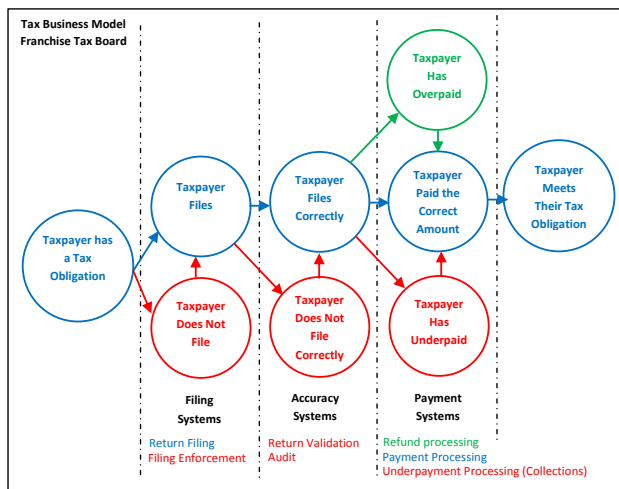 Tax Business Model
Franchise Tax Board
Taxpayer
Has
Overpaid
Taxpayer has
a Tax
Obligation
Taxpayer
Files
Taxpayer
Files
Correctly
Taxpayer
Paid the
Correct
Amount
Taxpayer
Meets
Their Tax
Obligation
Taxpayer
Does Not
File
Taxpayer
Does Not
File
Correctly
Taxpayer
Has
Underpaid
Filing
Systems
Accuracy
Systems
Payment
Systems
Return Filing
Filing Enforcement
Return Validation
Audit
Refund processing
Payment Processing
Underpayment Processing (Collections)